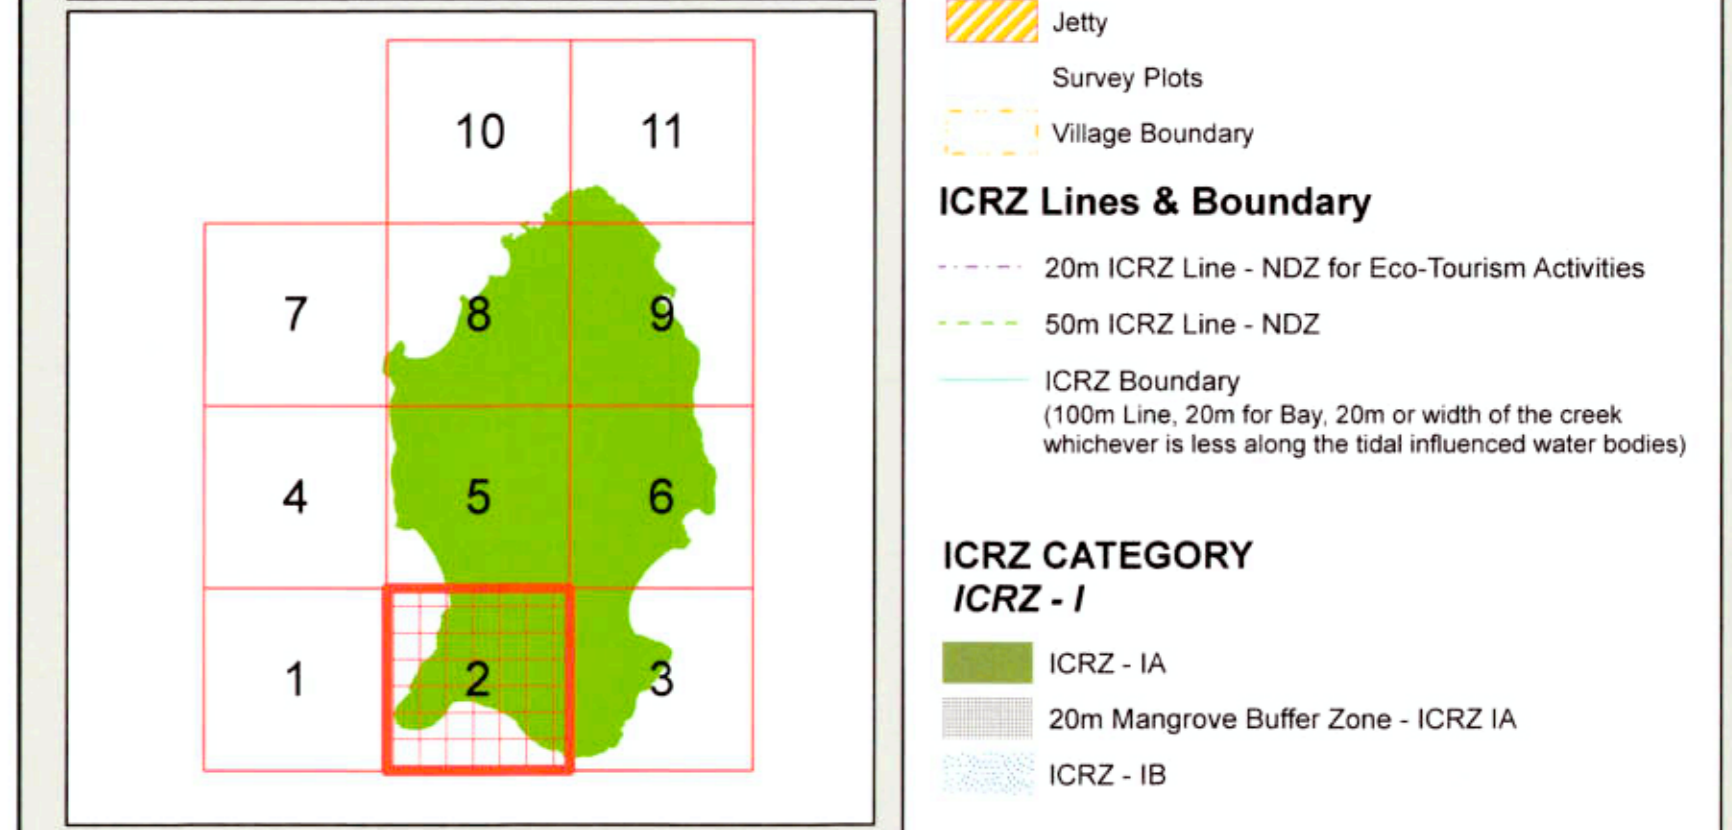 10
11
7
8
9
4
5
6
1
2
3
Jetty
Survey Plots
Village Boundary
ICRZ Lines & Boundary
20m ICRZ Line - NDZ for Eco-Tourism Activities
50m ICRZ Line - NDZ
ICRZ Boundary
(100m Line, 20m for Bay, 20m or width of the creek
whichever is less along the tidal influenced water bodies)
ICRZ CATEGORY
ICRZ - I
ICRZ - IA
20m Mangrove Buffer Zone - ICRZ IA
ICRZ - IB